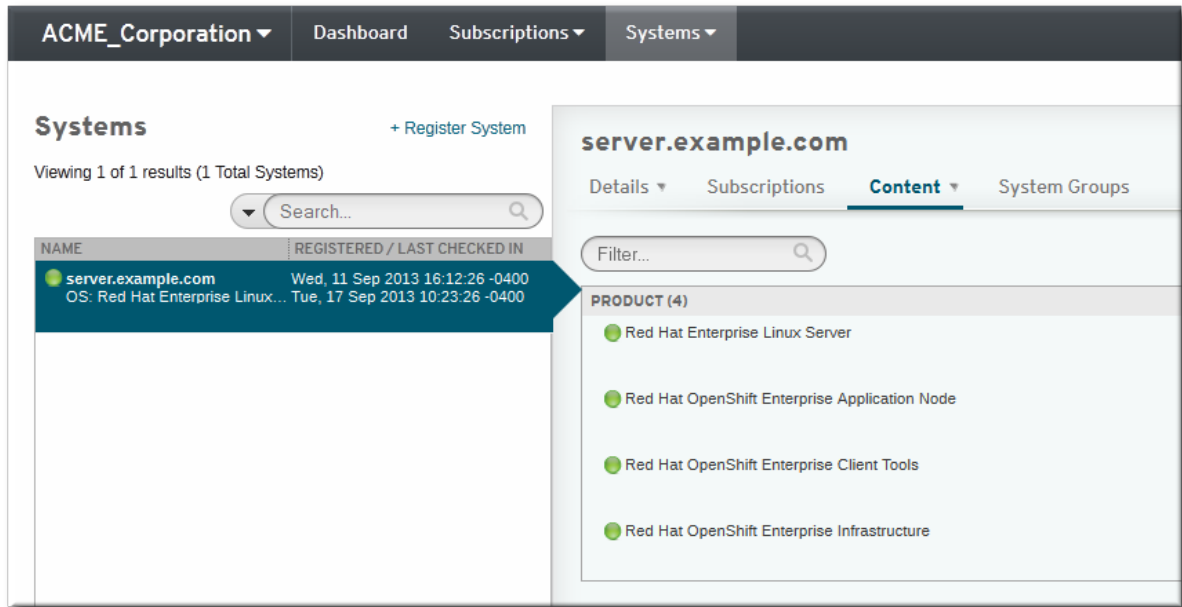 ACME_Corporation Dashboard Subscriptions Systems
Systems + Register System
Viewing 1 of 1 results (1 Total Systems)
Search...
NAME REGISTERED / LAST CHECKED IN
server.example.com Wed, 11 Sep 2013 16:12:26 -0400
OS: Red Hat Enterprise Linux... Tue, 17 Sep 2013 10:23:26 -0400
server.example.com
Details Subscriptions Content System Groups
Filter...
PRODUCT (4)
Red Hat Enterprise Linux Server
Red Hat OpenShift Enterprise Application Node
Red Hat OpenShift Enterprise Client Tools
Red Hat OpenShift Enterprise Infrastructure